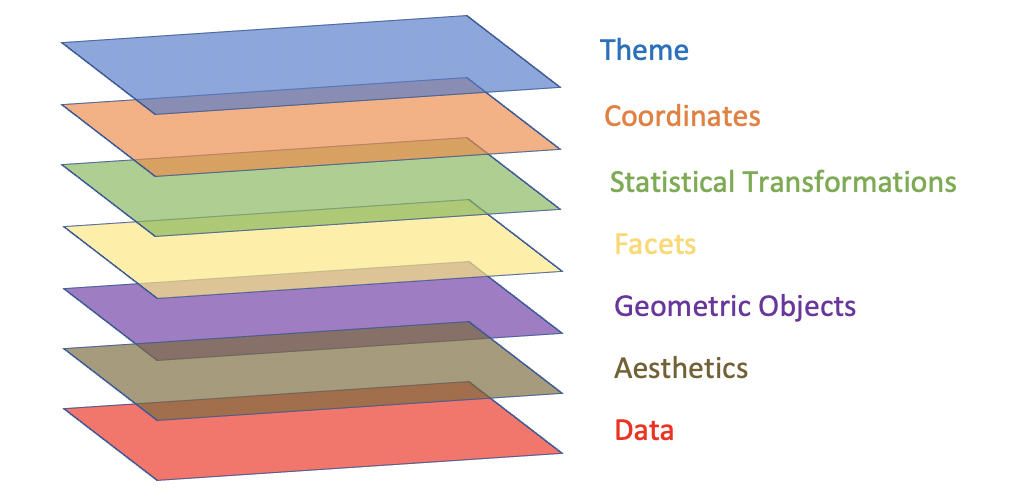 Theme
Coordinates
Statistical Transformations
Facets
Geometric Objects
Aesthetics
Data